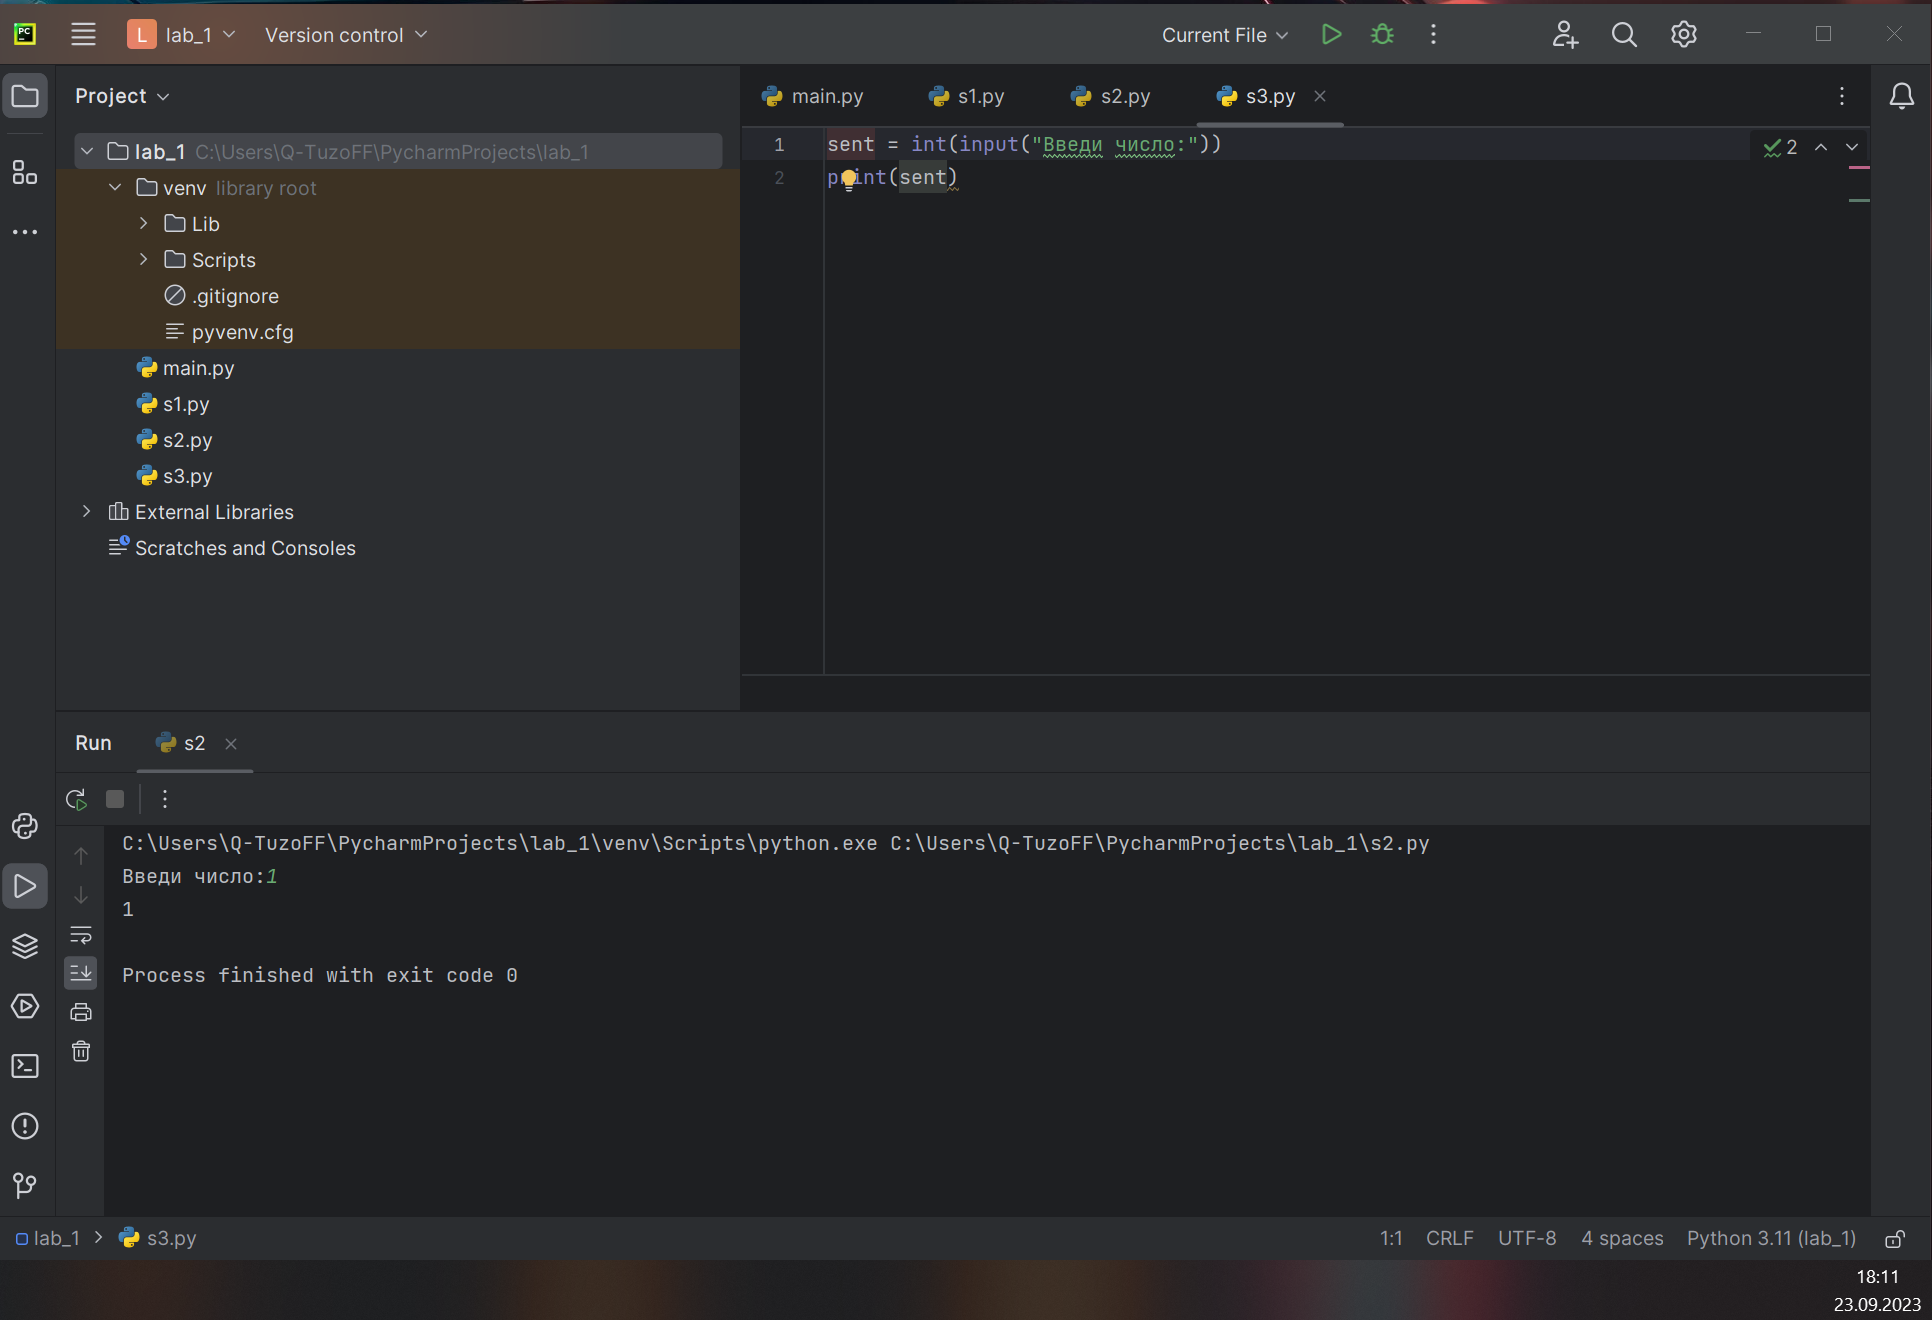 PC
L lab_1 Version control Current File
Project
main.py s1.py s2.py s3.py
lab_1 C:\Users\Q-TuzoFF\PycharmProjects\lab_1
venv library root
Lib
Scripts
.gitignore
pyvenv.cfg
main.py
s1.py
s2.py
s3.py
External Libraries
Scratches and Consoles
1 sent = int(input("Введи число:")) 2
2 print(sent)
Run s2
C:\Users\Q-TuzoFF\PycharmProjects\lab_1\venv\Scripts\python.exe C:\Users\Q-TuzoFF\PycharmProjects\lab_1\s2.py
Введи число:1
1
Process finished with exit code 0
lab_1 s3.py 1:1 CRLF UTF-8 4 spaces Python 3.11 (lab_1)
18:11
23.09.2023